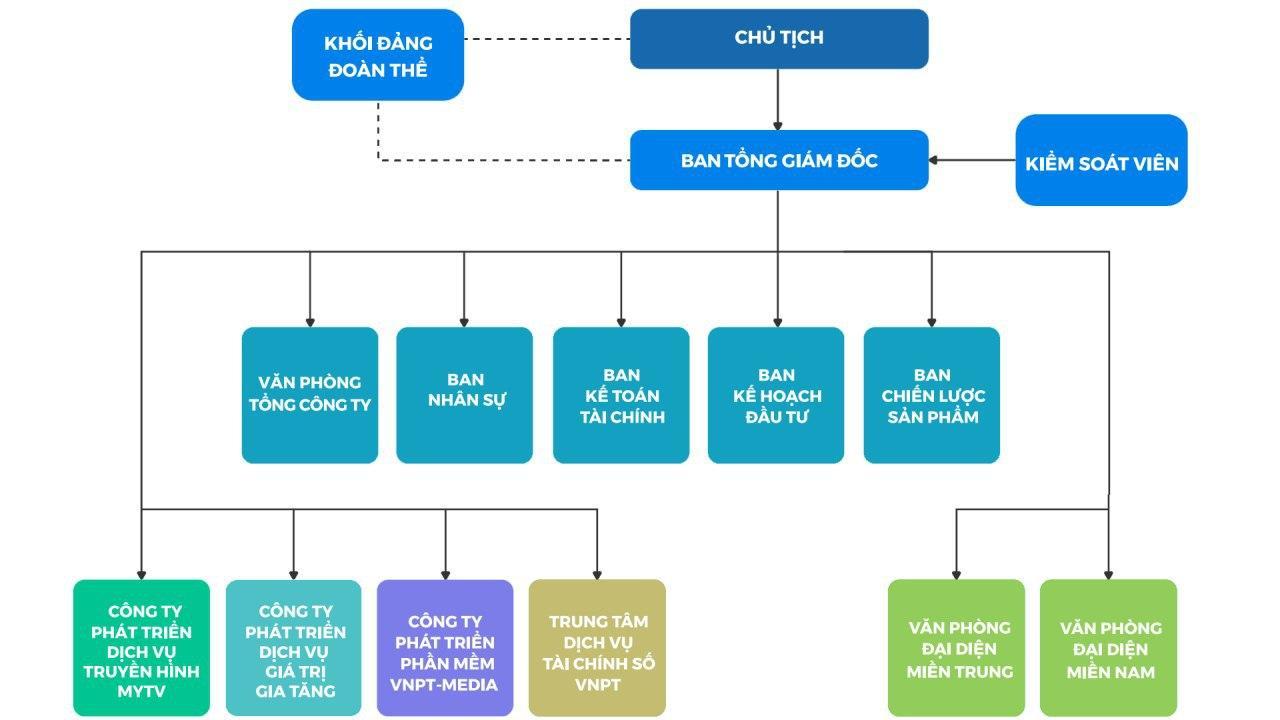 KHỐI ĐẢNG
ĐOÀN THỂ
CHỦ TỊCH
BAN TỔNG GIÁM ĐỐC
KIỂM SOÁT VIÊN
VĂN PHÒNG
TỔNG CÔNG TY
BAN
NHÂN SỰ
BAN
KẾ TOÁN
TÀI CHÍNH
BAN
KẾ HOẠCH
ĐẦU TƯ
BAN
CHIẾN LƯỢC
SẢN PHẨM
CÔNG TY
PHÁT TRIỂN
DỊCH VỤ
TRUYỀN HÌNH
MYTV
CÔNG TY
PHÁT TRIỂN
DỊCH VỤ
GIÁ TRỊ
GIA TĂNG
CÔNG TY
PHÁT TRIỂN
PHẦN MỀM
VNPT-MEDIA
TRUNG TÂM
DỊCH VỤ
TÀI CHÍNH SỐ
VNPT
VĂN PHÒNG
ĐẠI DIỆN
MIỀN TRUNG
VĂN PHÒNG
ĐẠI DIỆN
MIỀN NAM